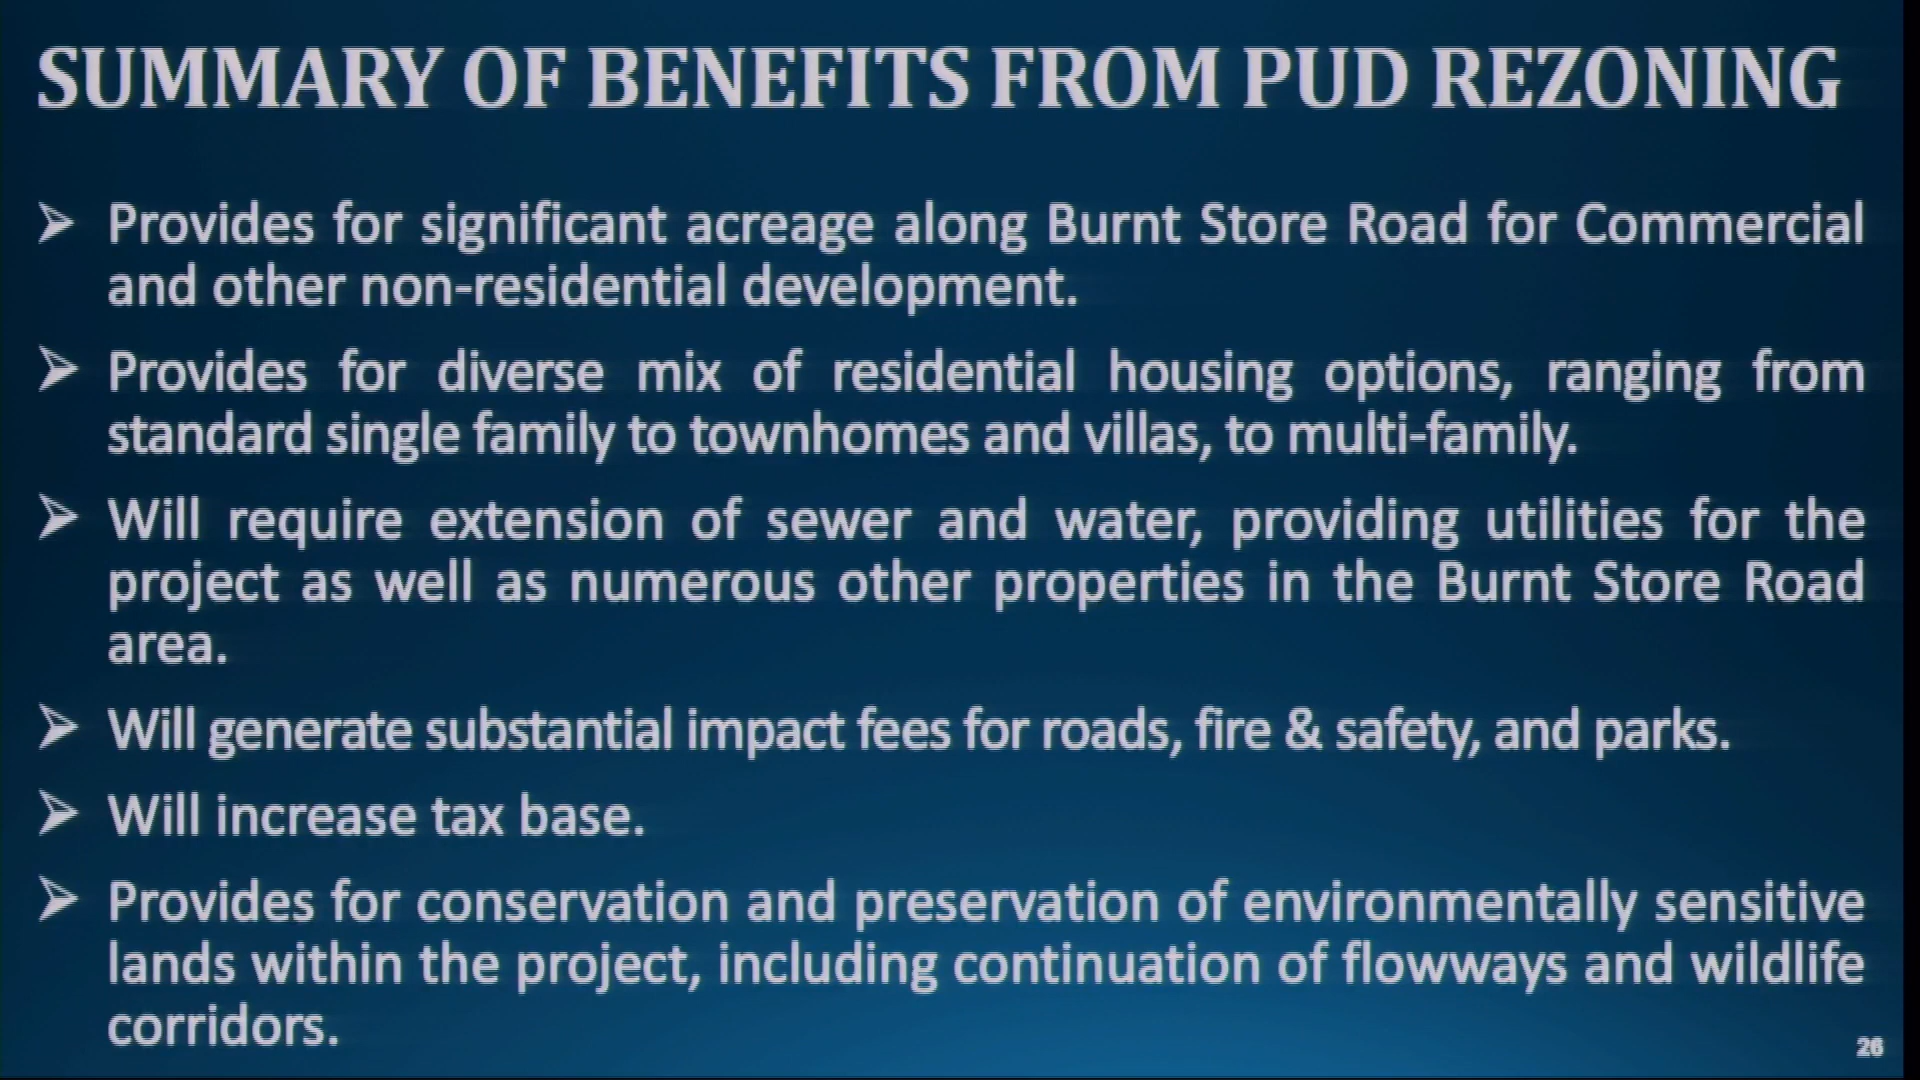 SUMMARY OF BENEFITS FROM PUD REZONING
➢ Provides for significant acreage along Burnt Store Road for Commercial
and other non-residential development.
➢ Provides for diverse mix of residential housing options, ranging from
standard single family to townhomes and villas, to multi-family.
➢ Will require extension of sewer and water, providing utilities for the
project as well as numerous other properties in the Burnt Store Road
area.
➢ Will generate substantial impact fees for roads, fire & safety, and parks.
➢ Will increase tax base.
➢ Provides for conservation and preservation of environmentally sensitive
lands within the project, including continuation of flowways and wildlife
corridors.
26